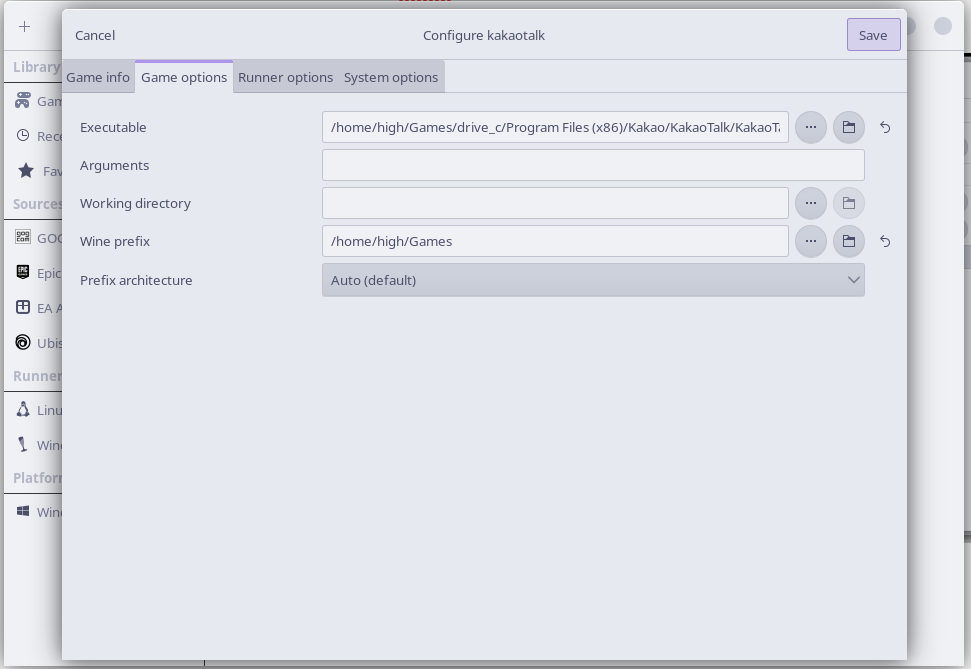 Cancel
Configure kakaotalk
Save
Game info
Game options
Runner options
System options
Library
Sources
GOG
Epic
EA A
Ubis
Runner
Linu
Wine
Platfor
Executable
/home/high/Games/drive_c/Program Files (x86)/Kakao/KakaoTalk/KakaoTa
Arguments
Working directory
Wine prefix
/home/high/Games
Prefix architecture
Auto (default)
Gam
Rece
Fav
Win